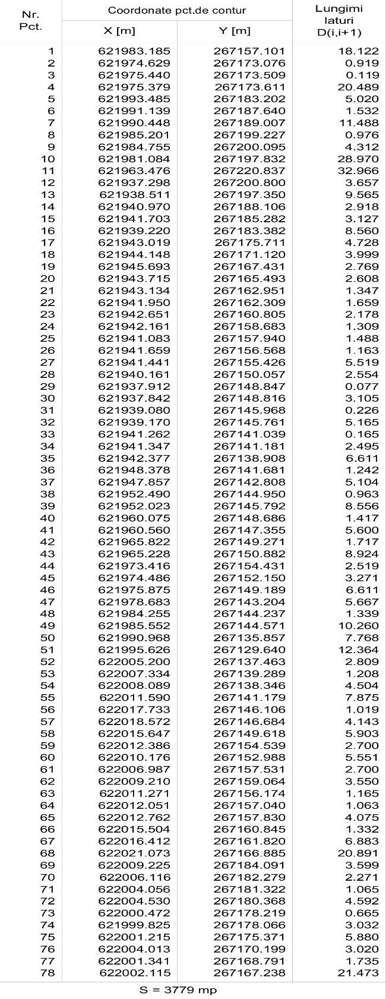 Nr. Pct. Coordonate pct.de contur Lungimi laturi D(i,i+1)
X [m] Y [m]
1 621983.185 267157.101 18.122
2 621974.629 267173.076 0.919
3 621975.440 267173.509 0.119
4 621975.379 267173.611 20.489
5 621993.485 267183.202 5.020
6 621991.139 267187.640 1.532
7 621990.448 267189.007 11.488
8 621985.201 267199.227 0.976
9 621984.755 267200.095 4.312
10 621981.084 267197.832 28.970
11 621963.476 267220.837 32.966
12 621937.298 267200.800 3.657
13 621938.511 267197.350 9.565
14 621940.970 267188.106 2.918
15 621941.703 267185.282 3.127
16 621939.220 267183.382 8.560
17 621943.019 267175.711 4.728
18 621944.148 267171.120 3.999
19 621945.693 267167.431 2.769
20 621943.715 267165.493 2.608
21 621943.134 267162.951 1.347
22 621941.950 267162.309 1.659
23 621942.651 267160.805 2.178
24 621942.161 267158.683 1.309
25 621941.083 267157.940 1.488
26 621941.659 267156.568 1.163
27 621941.441 267155.426 5.519
28 621940.161 267150.057 2.554
29 621937.912 267148.847 0.077
30 621937.842 267148.816 3.105
31 621939.080 267145.968 0.226
32 621939.170 267145.761 5.165
33 621941.262 267141.039 0.165
34 621941.347 267141.181 2.495
35 621942.377 267138.908 6.611
36 621948.378 267141.681 1.242
37 621947.857 267142.808 5.104
38 621952.490 267144.950 0.963
39 621952.023 267145.792 8.556
40 621960.075 267148.686 1.417
41 621960.560 267147.355 5.600
42 621965.822 267149.271 1.717
43 621965.228 267150.882 8.924
44 621973.416 267154.431 2.519
45 621974.486 267152.150 3.271
46 621975.875 267149.189 6.611
47 621978.683 267143.204 5.667
48 621984.255 267144.237 1.339
49 621985.552 267144.571 10.260
50 621990.968 267135.857 7.768
51 621995.626 267129.640 12.364
52 622005.200 267137.463 2.809
53 622007.334 267139.289 1.208
54 622008.089 267138.346 4.504
55 622011.590 267141.179 7.875
56 622017.733 267146.106 1.019
57 622018.572 267146.684 4.143
58 622015.647 267149.618 5.903
59 622012.386 267154.539 2.700
60 622010.176 267152.988 5.551
61 622006.987 267157.531 2.700
62 622009.210 267159.064 3.550
63 622011.271 267156.174 1.165
64 622012.051 267157.040 1.063
65 622012.762 267157.830 4.075
66 622015.504 267160.845 1.332
67 622016.412 267161.820 6.883
68 622021.073 267166.885 20.891
69 622009.225 267184.091 3.599
70 622006.116 267182.279 2.271
71 622004.056 267181.322 1.065
72 622004.530 267180.368 4.592
73 622000.472 267178.219 0.665
74 621999.825 267178.066 3.032
75 622001.215 267175.371 5.880
76 622004.013 267170.199 3.020
77 622001.341 267168.791 1.735
78 622002.115 267167.238 21.473
S = 3779 mp